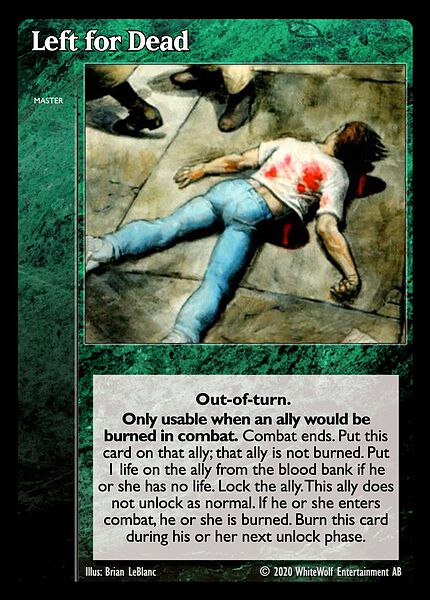 Left for Dead
MASTER
Out-of-turn.
Only usable when an ally would be
burned in combat. Combat ends. Put this
card on that ally; that ally is not burned. Put
1 life on the ally from the blood bank if he
or she has no life. Lock the ally. This ally does
not unlock as normal. If he or she enters
combat, he or she is burned. Burn this card
during his or her next unlock phase.
Illus: Brian LeBlanc
© 2020 WhiteWolf Entertainment AB